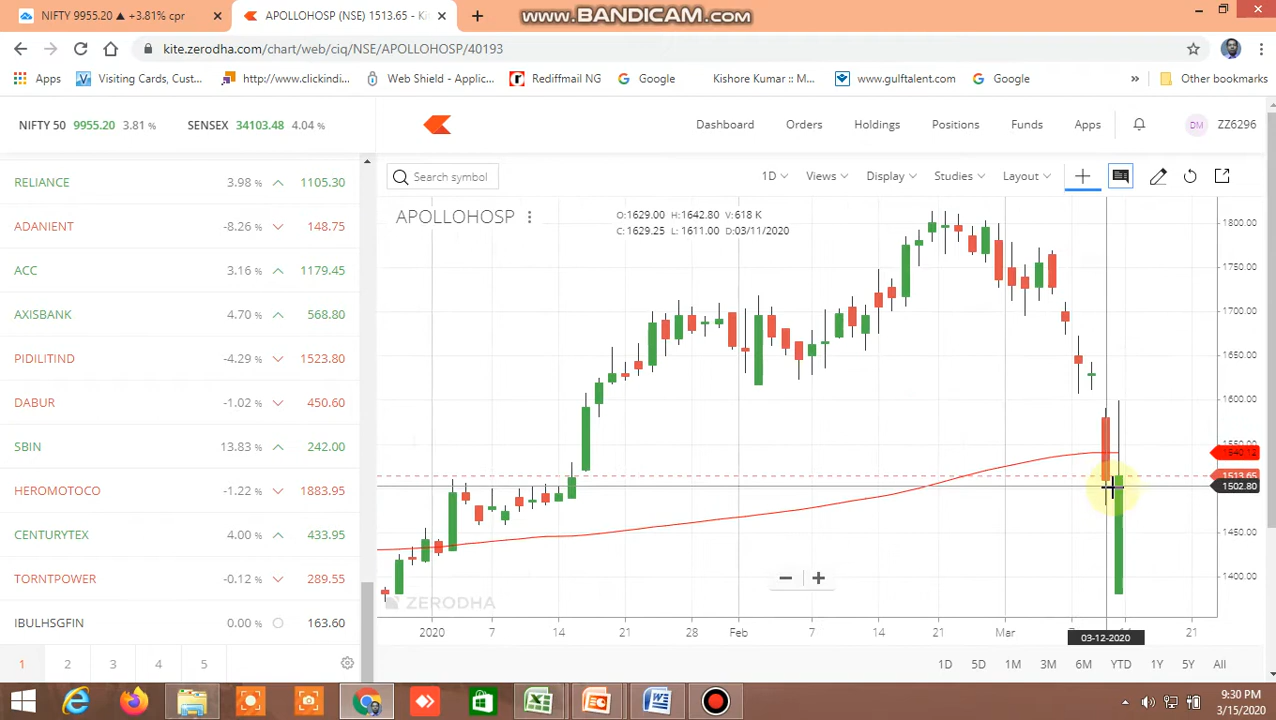 NIFTY 9955.20 ▲ +3.81% cpr
APOLLOHOSP (NSE) 1513.65 - Ki
www.BANDICAM.com
kite.zerodha.com/chart/web/ciq/NSE/APOLLOHOSP/40193
Apps Visiting Cards, Cust... http://www.clickindi... Web Shield - Applic... Rediffmail NG Google Kishore Kumar :: M... www.gulftalent.com Google » Other bookmarks
NIFTY 50 9955.20 3.81 % SENSEX 34103.48 4.04 %
Dashboard Orders Holdings Positions Funds Apps DM ZZ6296
RELIANCE 3.98 % 1105.30
ADANIENT -8.26 % 148.75
ACC 3.16 % 1179.45
AXISBANK 4.70 % 568.80
PIDILITIND -4.29 % 1523.80
DABUR -1.02 % 450.60
SBIN 13.83 % 242.00
HEROMOTOCO -1.22 % 1883.95
CENTURYTEX 4.00 % 433.95
TORNTPOWER -0.12 % 289.55
IBULHSGFIN 0.00 % 163.60
1 2 3 4 5
Search symbol 1D Views Display Studies Layout
APOLLOHOSP
O:1629.00 H:1642.80 V:618 K
C:1629.25 L:1611.00 D:03/11/2020
1800.00
1750.00
1700.00
1650.00
1600.00
1550.00
1540.12
1513.65
1502.80
1450.00
1400.00
ZERODHA
2020 7 14 21 28 Feb 7 14 21 Mar 21
03-12-2020
1D 5D 1M 3M 6M YTD 1Y 5Y All
9:30 PM
3/15/2020